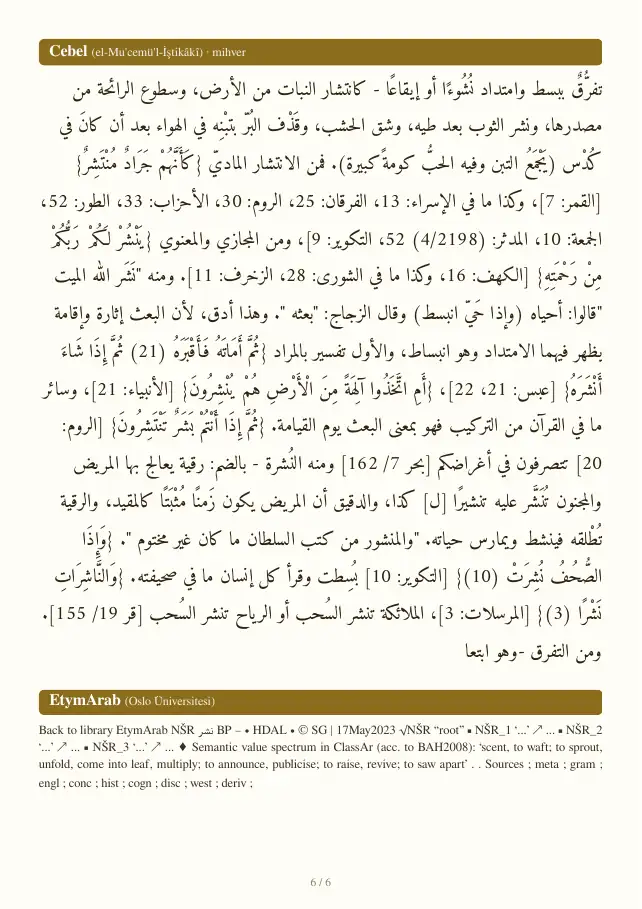 Cebel (el-Mu'cemü'l-İştikâkî) · mihver
تفرُّقٌ ببسط وامتداد نُشُوءًا أو إيقاعًا - كانتشار النبات من الأرض، وسطوع الرائحة من
مصدرها، ونشر الثوب بعد طيه، وشق الخشب، وقَذْف البُرّ بتْبِنه في الهواء بعد أن كانَ في
كُدْس (يَجْمَعُ التبن وفيه الحبُّ كومةً كبيرة). فمن الانتشار الماديّ {كَأَنَّهُمْ جَرَادٌ مُنْتَشِرٌ}
[القمر: 7]، وكذا ما في الإسراء: 13، الفرقان: 25، الروم: 30، الأحزاب: 33، الطور: 52،
الجمعة: 10، المدثر: (4/2198) 52، التكوير: 9]، ومن المجازي والمعنوي {يَنْشُرْ لَكُمْ رَبُّكُمْ
مِنْ رَحْمَتِهِ} [الكهف: 16، وكذا ما في الشورى: 28، الزخرف: 11]. ومنه "نَشَر الله الميت
"قالوا: أحياه (وإذا حَيّ انبسط) وقال الزجاج: "بعثه ". وهذا أدق، لأن البعث إثارة وإقامة
يظهر فيهما الامتداد وهو انبساط، والأول تفسير بالمراد {ثُمَّ أَمَاتَهُ فَأَقْبَرَهُ (21) ثُمَّ إِذَا شَاءَ
أَنْشَرَهُ} [عبس: 21، 22]، {أَمِ اتَّخَذُوا آلِهَةً مِنَ الْأَرْضِ هُمْ يُنْشِرُونَ} [الأنبياء: 21]، وسائر
ما في القرآن من التركيب فهو بمعنى البعث يوم القيامة. {ثُمَّ إِذَا أَنْتُمْ بَشَرٌ تَنْتَشِرُونَ} [الروم:
20] تتصرفون في أغراضكم [بحر 7/ 162] ومنه النُشرة - بالضم: رقية يعالج بها المريض
والمجنون تُنَشَّر عليه تنشيرًا [ل] كذا، والدقيق أن المريض يكون زَمنًا مُثْبَتًا كالمقيد، والرقية
تُطْلقه فينشط ويمارس حياته. "والمنشور من كتب السلطان ما كان غير مختوم ". {وَإِذَا
الصُّحُفُ نُشِرَتْ (10)} [التكوير: 10] بُسِطت وقرأ كل إنسان ما في صحيفته. {وَالنَّاشِرَاتِ
نَشْرًا (3)} [المرسلات: 3]، الملائكة تنشر السُحب أو الرياح تنشر السُحب [قر 19/ 155].
ومن التفرق -وهو ابتعا
EtymArab (Oslo Üniversitesi)
Back to library EtymArab NŠR نشر BP – • HDAL • © SG | 17May2023 √NŠR “root” ▪ NŠR_1 ‘...’ ↗ ... ▪ NŠR_2
‘...’ ↗ ... ▪ NŠR_3 ‘...’ ↗ ... ♦ Semantic value spectrum in ClassAr (acc. to BAH2008): ‘scent, to waft; to sprout,
unfold, come into leaf, multiply; to announce, publicise; to raise, revive; to saw apart’ . . Sources ; meta ; gram ;
engl ; conc ; hist ; cogn ; disc ; west ; deriv ;
6 / 6